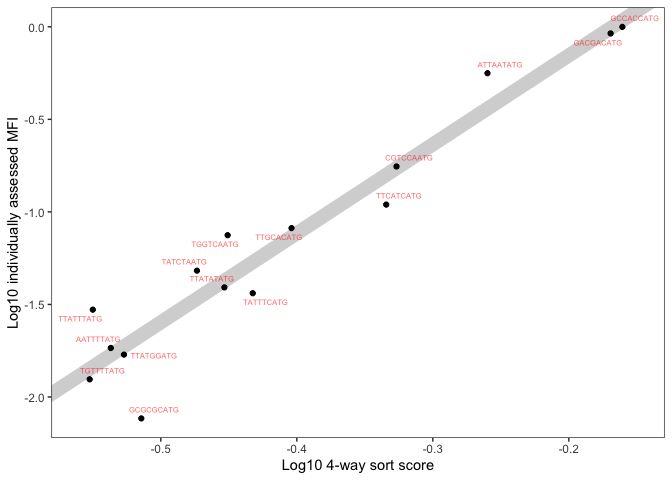 0.0
-0.5
-1.0
-1.5
-2.0
Log10 individually assessed MFI
GCCACCATG
GACGACATG
ATTAATATG
CGTCCAATG
TTCATCATG
TTGCACATG
TGGTCAATG
TATCTAATG
TTATATATG
TATTTCATG
TTATTTATG
AATTTTATG
TTATGGATG
TGTTTTATG
GCGCGCATG
-0.5
-0.4
-0.3
-0.2
Log10 4-way sort score